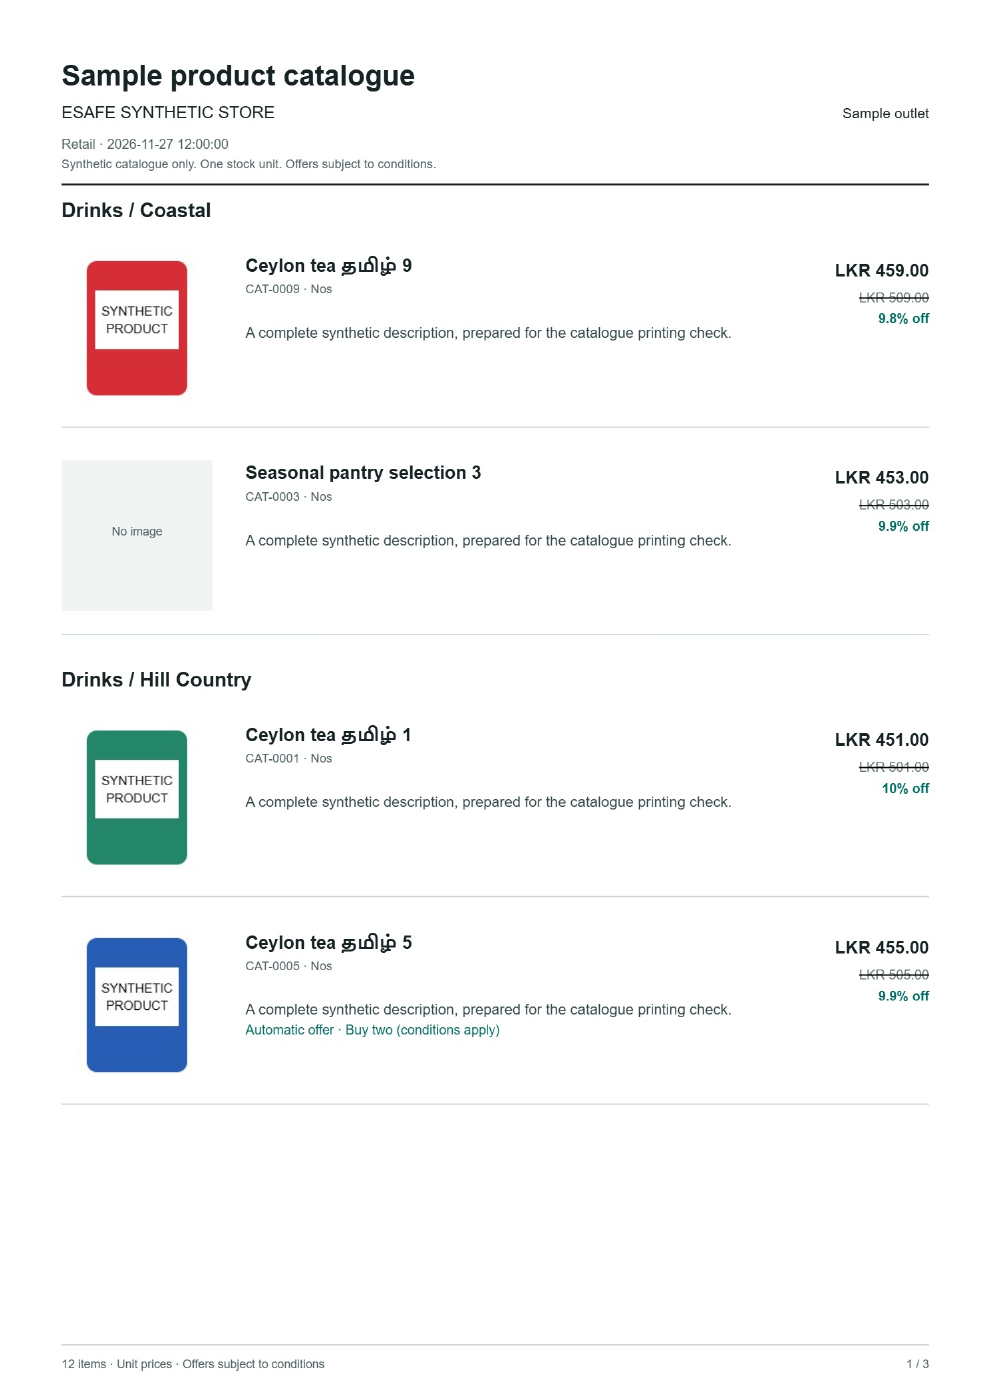 Sample product catalogue
ESAFE SYNTHETIC STORE
Sample outlet
Retail · 2026-11-27 12:00:00
Synthetic catalogue only. One stock unit. Offers subject to conditions.
Drinks / Coastal
SYNTHETIC
PRODUCT
Ceylon tea தமிழ் 9
CAT-0009 · Nos
A complete synthetic description, prepared for the catalogue printing check.
LKR 459.00
LKR 509.00
9.8% off
No image
Seasonal pantry selection 3
CAT-0003 · Nos
A complete synthetic description, prepared for the catalogue printing check.
LKR 453.00
LKR 503.00
9.9% off
Drinks / Hill Country
SYNTHETIC
PRODUCT
Ceylon tea தமிழ் 1
CAT-0001 · Nos
A complete synthetic description, prepared for the catalogue printing check.
LKR 451.00
LKR 501.00
10% off
SYNTHETIC
PRODUCT
Ceylon tea தமிழ் 5
CAT-0005 · Nos
A complete synthetic description, prepared for the catalogue printing check.
Automatic offer · Buy two (conditions apply)
LKR 455.00
LKR 505.00
9.9% off
12 items · Unit prices · Offers subject to conditions
1 / 3